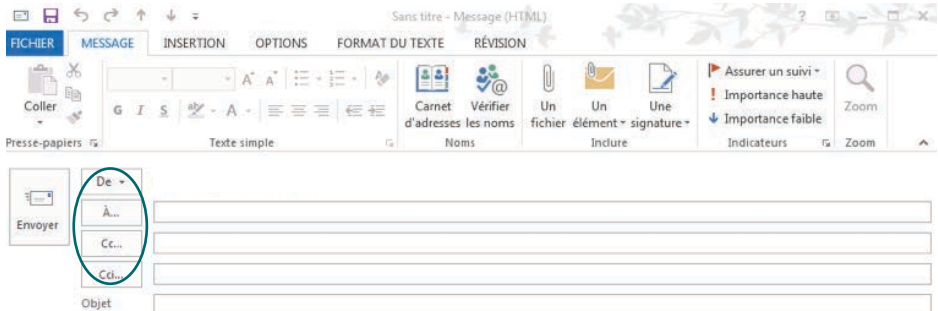 Sans titre - Message (HTML)
?
FICHIER MESSAGE INSERTION OPTIONS FORMAT DU TEXTE RÉVISION
Coller
G I S A
Carnet d'adresses
Vérifier les noms
Un fichier
Un élément
Une signature
Assurer un suivi
Importance haute
Importance faible
Zoom
Presse-papiers Texte simple Noms Inclure Indicateurs Zoom
Envoyer
De
À...
Cc...
Cci...
Objet